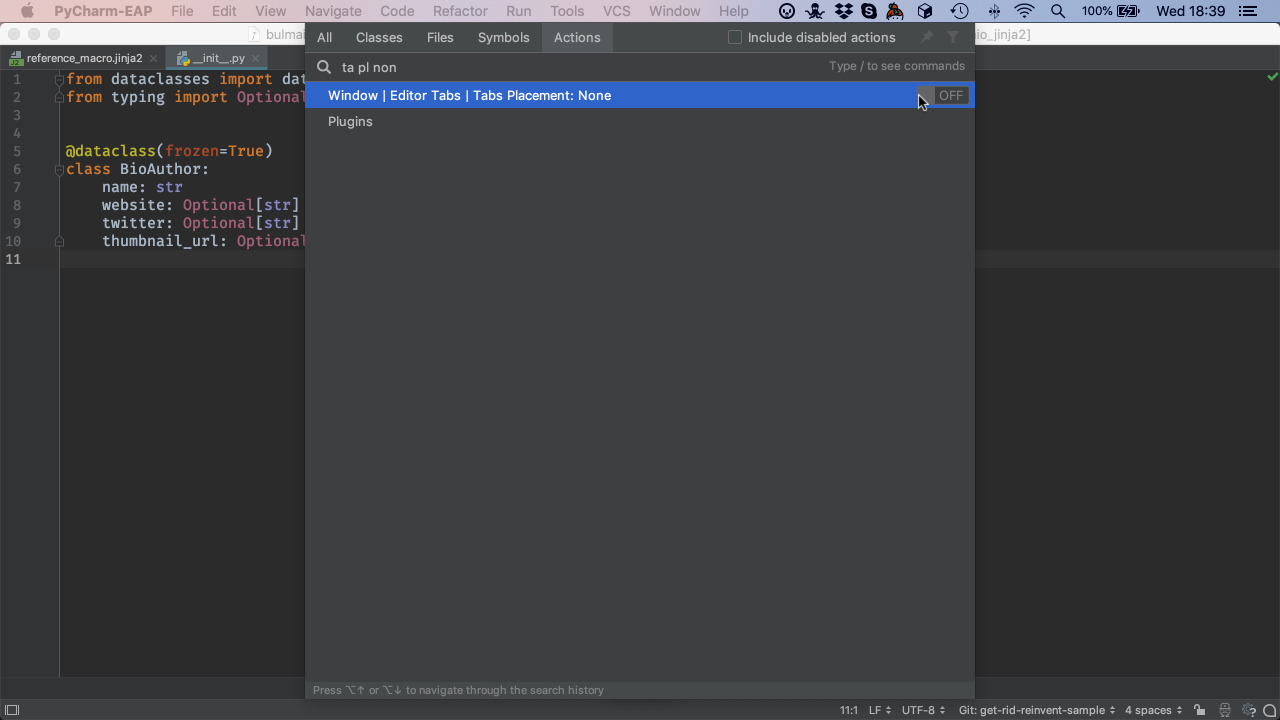 PyCharm-EAP File Edit View Navigate Code Refactor Run Tools VCS Window Help 100% Wed 18:39
bulmai
io_jinja2]
All Classes Files Symbols Actions Include disabled actions
reference_macro.jinja2 __init__.py
ta pl non Type / to see commands
Window | Editor Tabs | Tabs Placement: None OFF
Plugins
1 from dataclasses import dat
2 from typing import Optional
3
4
5 @dataclass(frozen=True)
6 class BioAuthor:
7 name: str
8 website: Optional[str]
9 twitter: Optional[str]
10 thumbnail_url: Optional
11
Press ⌥↑ or ⌥↓ to navigate through the search history
11:1 LF UTF-8 Git: get-rid-reinvent-sample 4 spaces